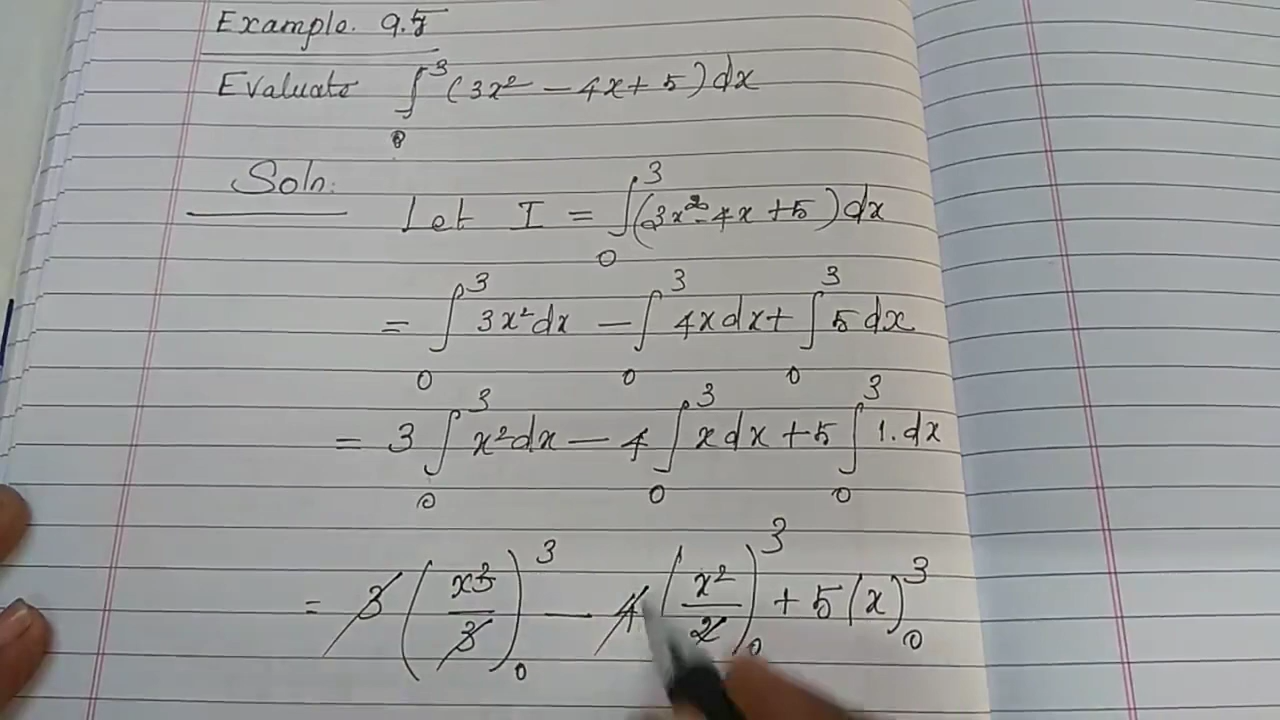 Example. 9.5
Evaluate ∫₀³ (3x² − 4x + 5) dx
Soln.
Let I = ∫₀³ (3x² − 4x + 5) dx
= ∫₀³ 3x² dx − ∫₀³ 4x dx + ∫₀³ 5 dx
= 3 ∫₀³ x² dx − 4 ∫₀³ x dx + 5 ∫₀³ 1. dx
= 3 (x³/3)₀³ − 4 (x²/2)₀³ + 5 (x)₀³